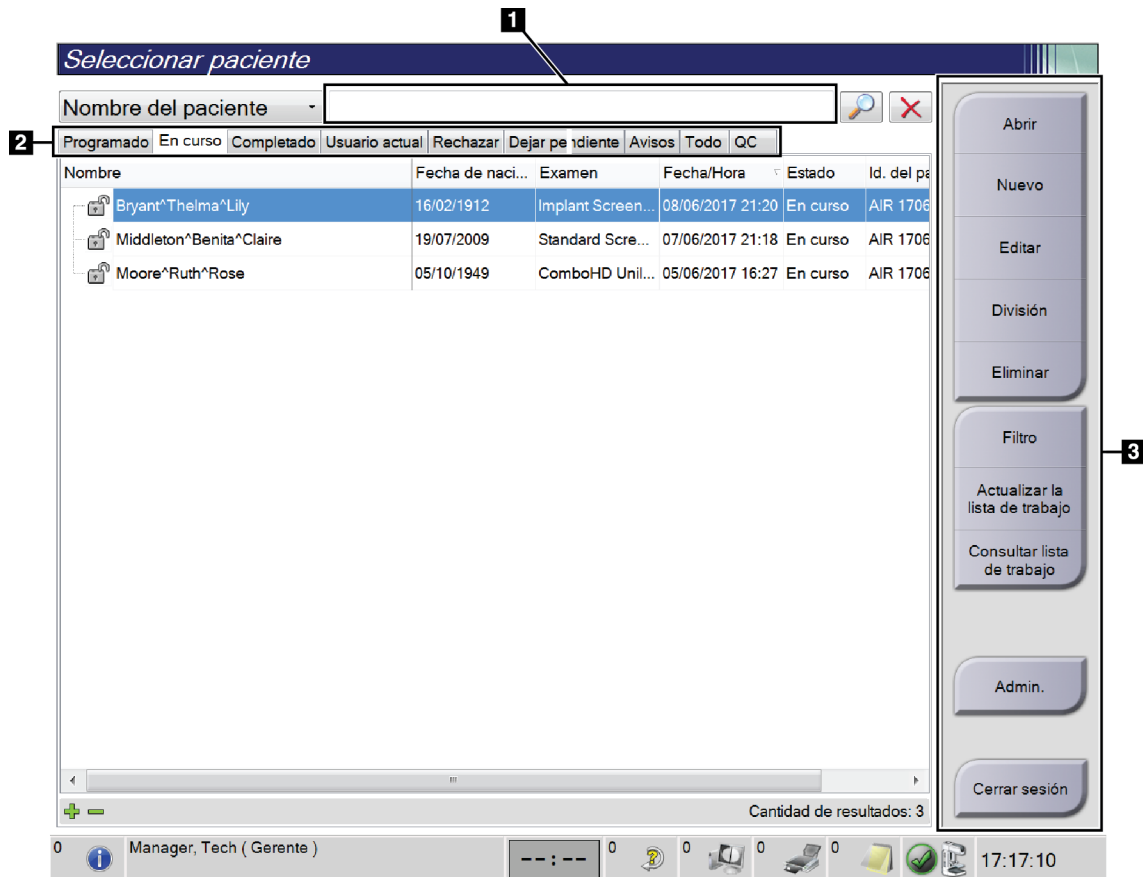 1
Seleccionar paciente
Nombre del paciente
2
Programado En curso Completado Usuario actual Rechazar Dejar pendiente Avisos Todo QC
Nombre Fecha de naci... Examen Fecha/Hora Estado Id. del pa
Bryant^Thelma^Lily 16/02/1912 Implant Screen... 08/06/2017 21:20 En curso AIR 1706
Middleton^Benita^Claire 19/07/2009 Standard Scre... 07/06/2017 21:18 En curso AIR 1706
Moore^Ruth^Rose 05/10/1949 ComboHD Unil... 05/06/2017 16:27 En curso AIR 1706
Abrir
Nuevo
Editar
División
Eliminar
Filtro
3
Actualizar la
lista de trabajo
Consultar lista
de trabajo
Admin.
Cerrar sesión
Cantidad de resultados: 3
0 Manager, Tech ( Gerente ) --:-- 0 0 0 0 17:17:10